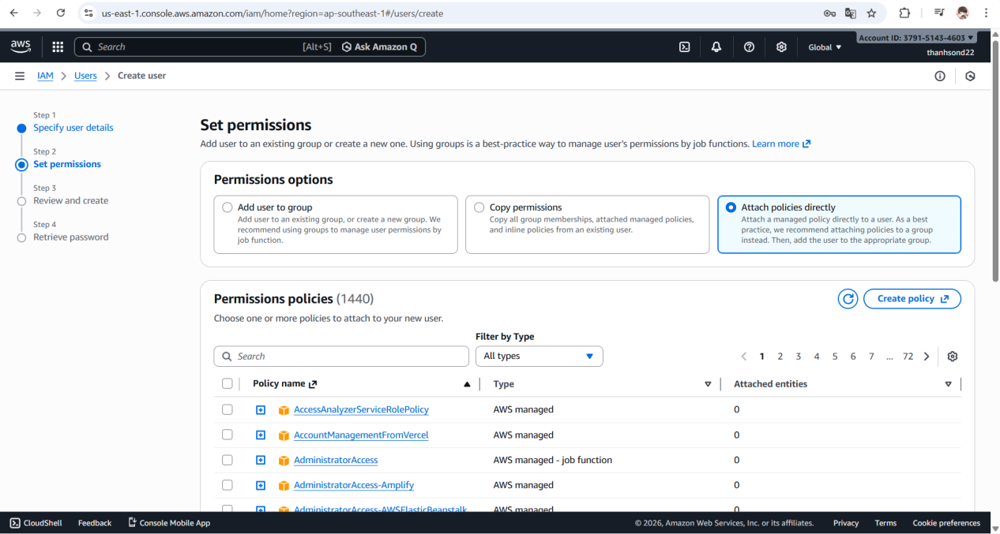 us-east-1.console.aws.amazon.com/iam/home?region=ap-southeast-1#/users/create
aws
Search [Alt+S] Ask Amazon Q
Global
Account ID: 3791-5143-4603
thanhsond22
IAM > Users > Create user
Step 1
Specify user details
Step 2
Set permissions
Step 3
Review and create
Step 4
Retrieve password
Set permissions
Add user to an existing group or create a new one. Using groups is a best-practice way to manage user's permissions by job functions. Learn more
Permissions options
Add user to group
Add user to an existing group, or create a new group. We
recommend using groups to manage user permissions by
job function.
Copy permissions
Copy all group memberships, attached managed policies,
and inline policies from an existing user.
Attach policies directly
Attach a managed policy directly to a user. As a best
practice, we recommend attaching policies to a group
instead. Then, add the user to the appropriate group.
Permissions policies (1440)
Create policy
Choose one or more policies to attach to your new user.
Filter by Type
Search
All types
1 2 3 4 5 6 7 ... 72
Policy name Type Attached entities
AccessAnalyzerServiceRolePolicy AWS managed 0
AccountManagementFromVercel AWS managed 0
AdministratorAccess AWS managed - job function 0
AdministratorAccess-Amplify AWS managed 0
AdministratorAccess-AWSElasticBeanstalk AWS managed 0
CloudShell Feedback Console Mobile App
© 2026, Amazon Web Services, Inc. or its affiliates. Privacy Terms Cookie preferences